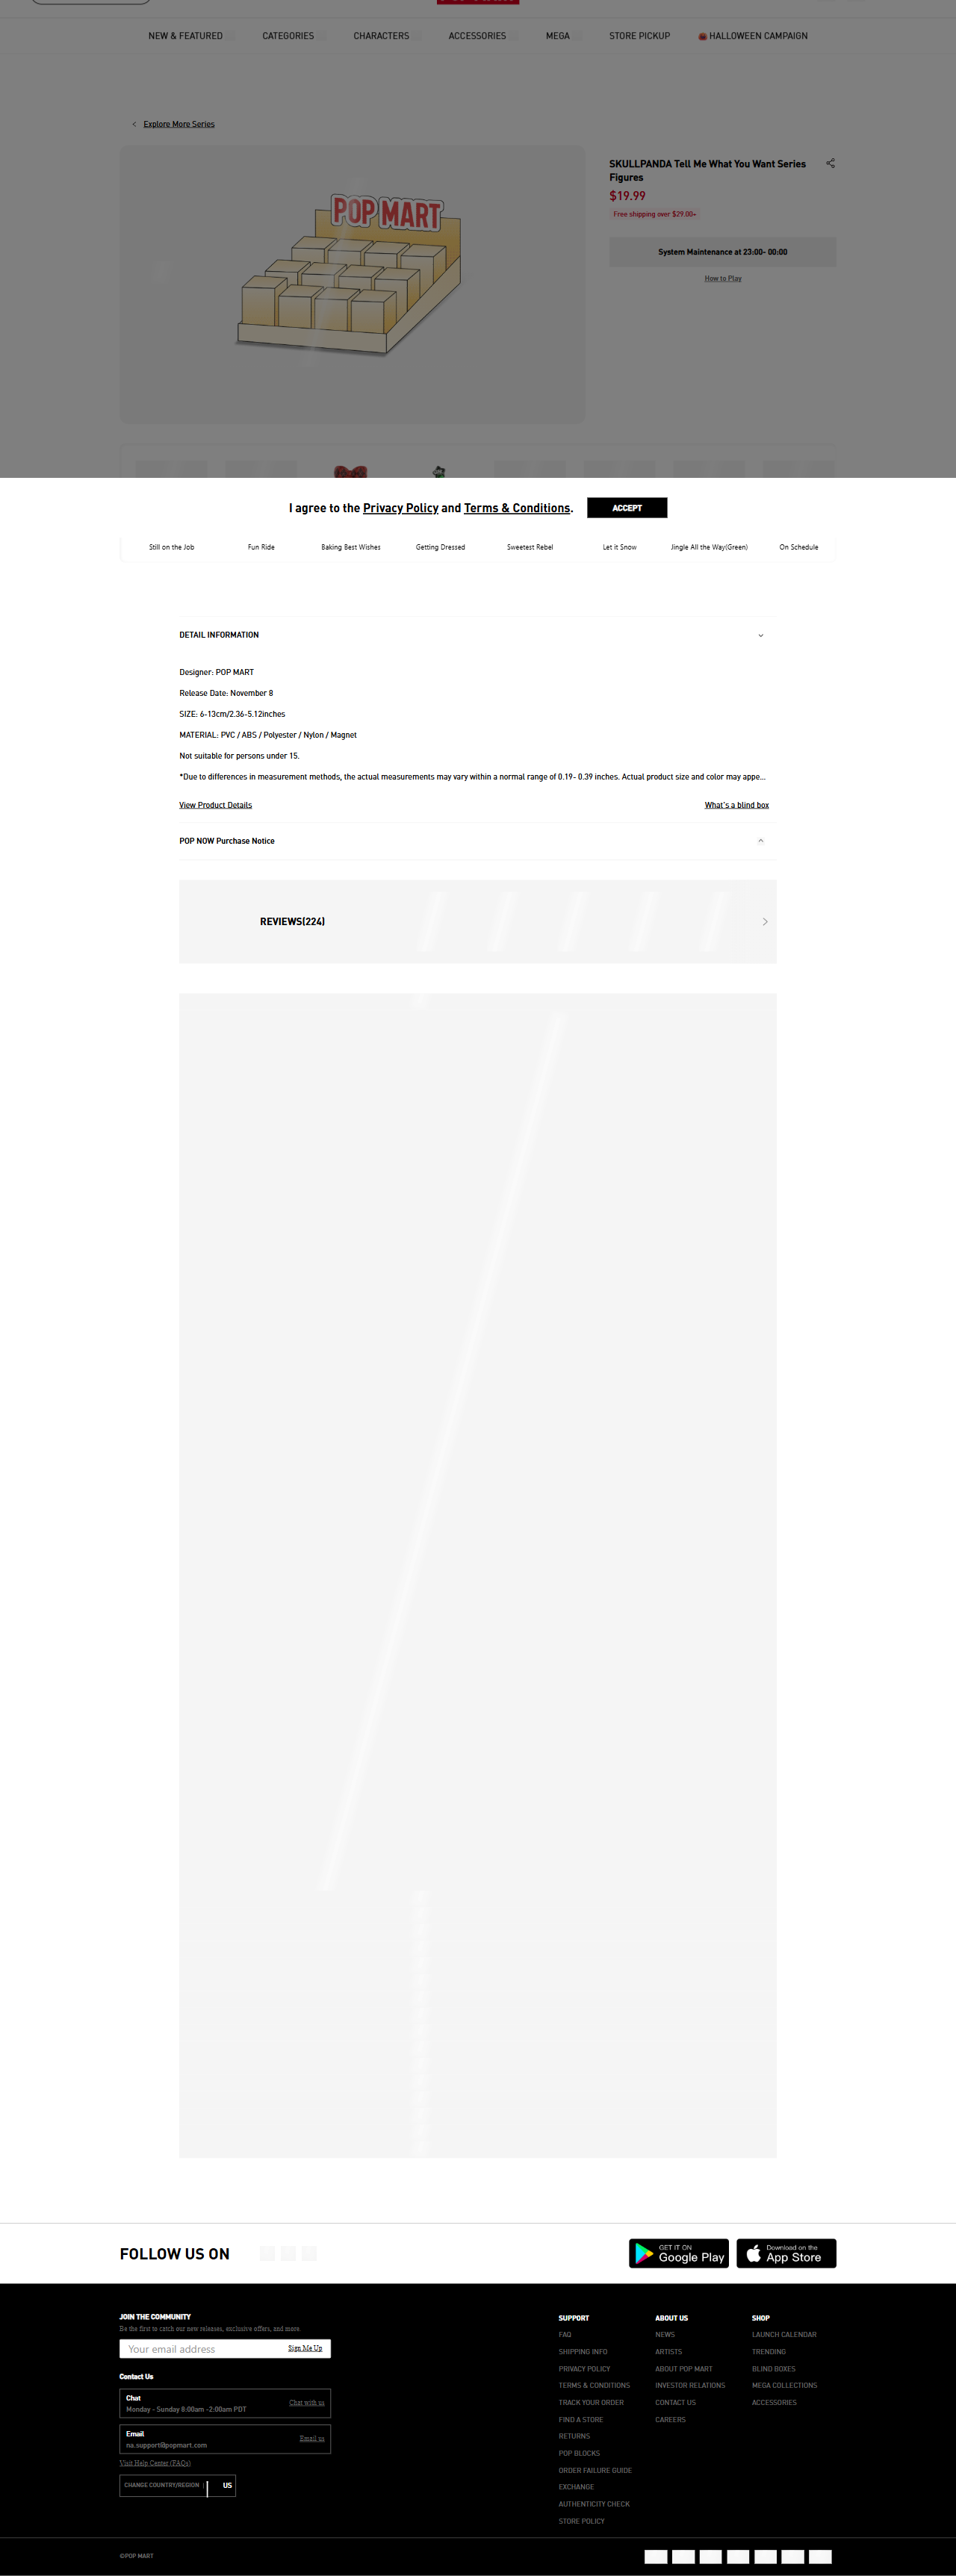 NEW & FEATURED
CATEGORIES
CHARACTERS
ACCESSORIES
MEGA
STORE PICKUP
HALLOWEEN CAMPAIGN
Explore More Series
POP MART
SKULLPANDA Tell Me What You Want Series
Figures
$19.99
Free shipping over $29.00+
System Maintenance at 23:00- 00:00
How to Play
I agree to the Privacy Policy and Terms & Conditions.
ACCEPT
Still on the Job
Fun Ride
Baking Best Wishes
Getting Dressed
Sweetest Rebel
Let it Snow
Jingle All the Way(Green)
On Schedule
DETAIL INFORMATION
Designer: POP MART
Release Date: November 8
SIZE: 6-13cm/2.36-5.12inches
MATERIAL: PVC / ABS / Polyester / Nylon / Magnet
Not suitable for persons under 15.
*Due to differences in measurement methods, the actual measurements may vary within a normal range of 0.19- 0.39 inches. Actual product size and color may appe...
View Product Details
What's a blind box
POP NOW Purchase Notice
REVIEWS(224)
FOLLOW US ON
GET IT ON
Google Play
Download on the
App Store
JOIN THE COMMUNITY
Be the first to catch our new releases, exclusive offers, and more.
Your email address
Sign Me Up
Contact Us
Chat
Monday - Sunday 8:00am -2:00am PDT
Chat with us
Email
na.support@popmart.com
Email us
Visit Help Center (FAQs)
CHANGE COUNTRY/REGION
US
SUPPORT
FAQ
SHIPPING INFO
PRIVACY POLICY
TERMS & CONDITIONS
TRACK YOUR ORDER
FIND A STORE
RETURNS
POP BLOCKS
ORDER FAILURE GUIDE
EXCHANGE
AUTHENTICITY CHECK
STORE POLICY
ABOUT US
NEWS
ARTISTS
ABOUT POP MART
INVESTOR RELATIONS
CONTACT US
CAREERS
SHOP
LAUNCH CALENDAR
TRENDING
BLIND BOXES
MEGA COLLECTIONS
ACCESSORIES
©POP MART